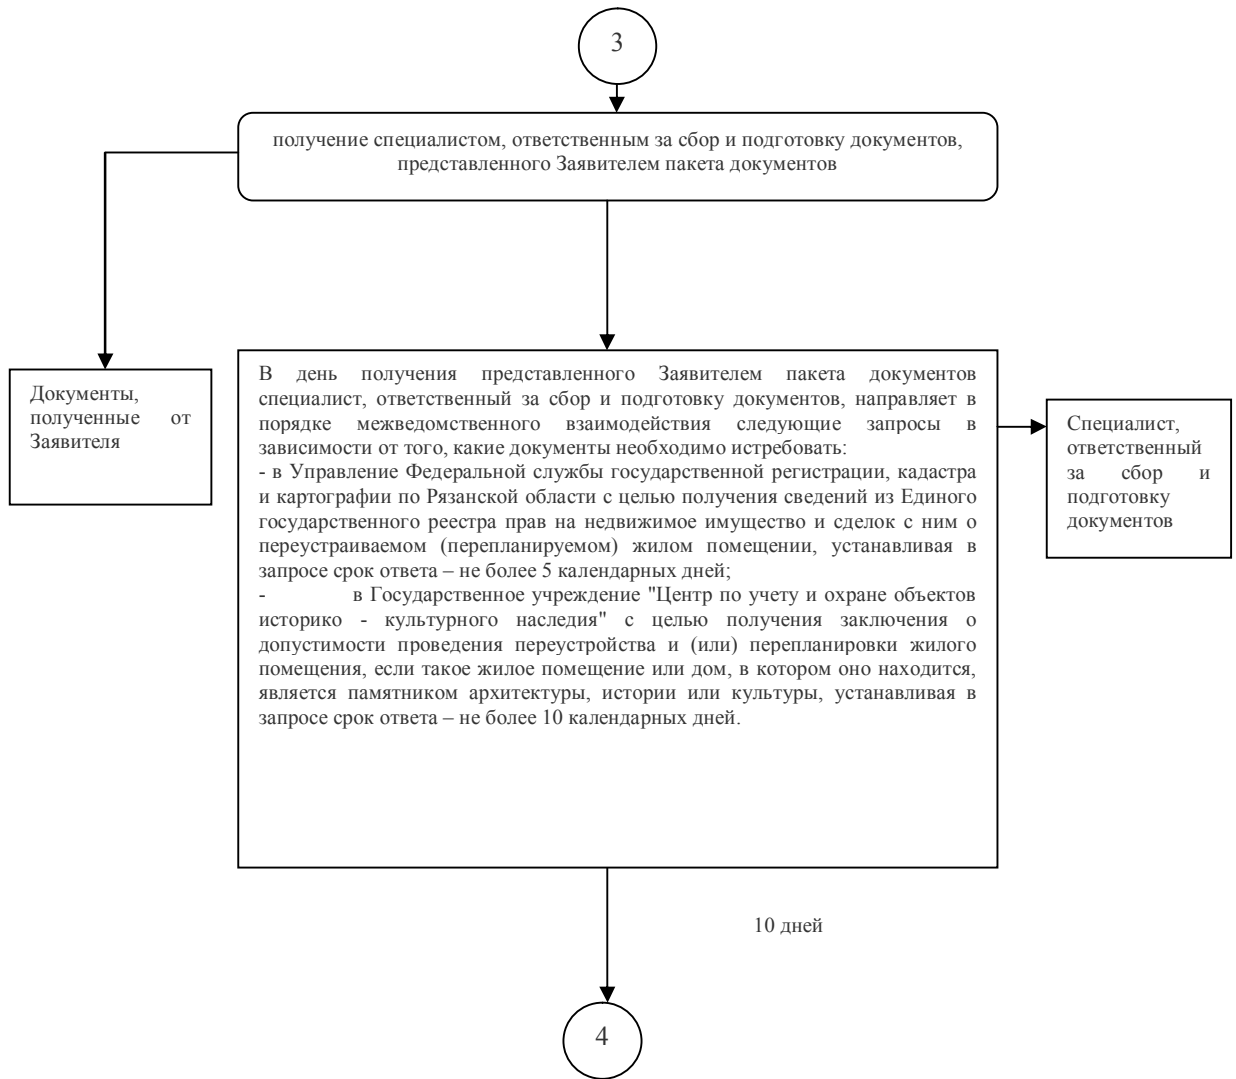 3
получение специалистом, ответственным за сбор и подготовку документов,
представленного Заявителем пакета документов
Документы,
полученные от
Заявителя
В день получения представленного Заявителем пакета документов
специалист, ответственный за сбор и подготовку документов, направляет в
порядке межведомственного взаимодействия следующие запросы в
зависимости от того, какие документы необходимо истребовать:
- в Управление Федеральной службы государственной регистрации, кадастра
и картографии по Рязанской области с целью получения сведений из Единого
государственного реестра прав на недвижимое имущество и сделок с ним о
переустраиваемом (перепланируемом) жилом помещении, устанавливая в
запросе срок ответа – не более 5 календарных дней;
- в Государственное учреждение "Центр по учету и охране объектов
историко - культурного наследия" с целью получения заключения о
допустимости проведения переустройства и (или) перепланировки жилого
помещения, если такое жилое помещение или дом, в котором оно находится,
является памятником архитектуры, истории или культуры, устанавливая в
запросе срок ответа – не более 10 календарных дней.
Специалист,
ответственный
за сбор и
подготовку
документов
10 дней
4